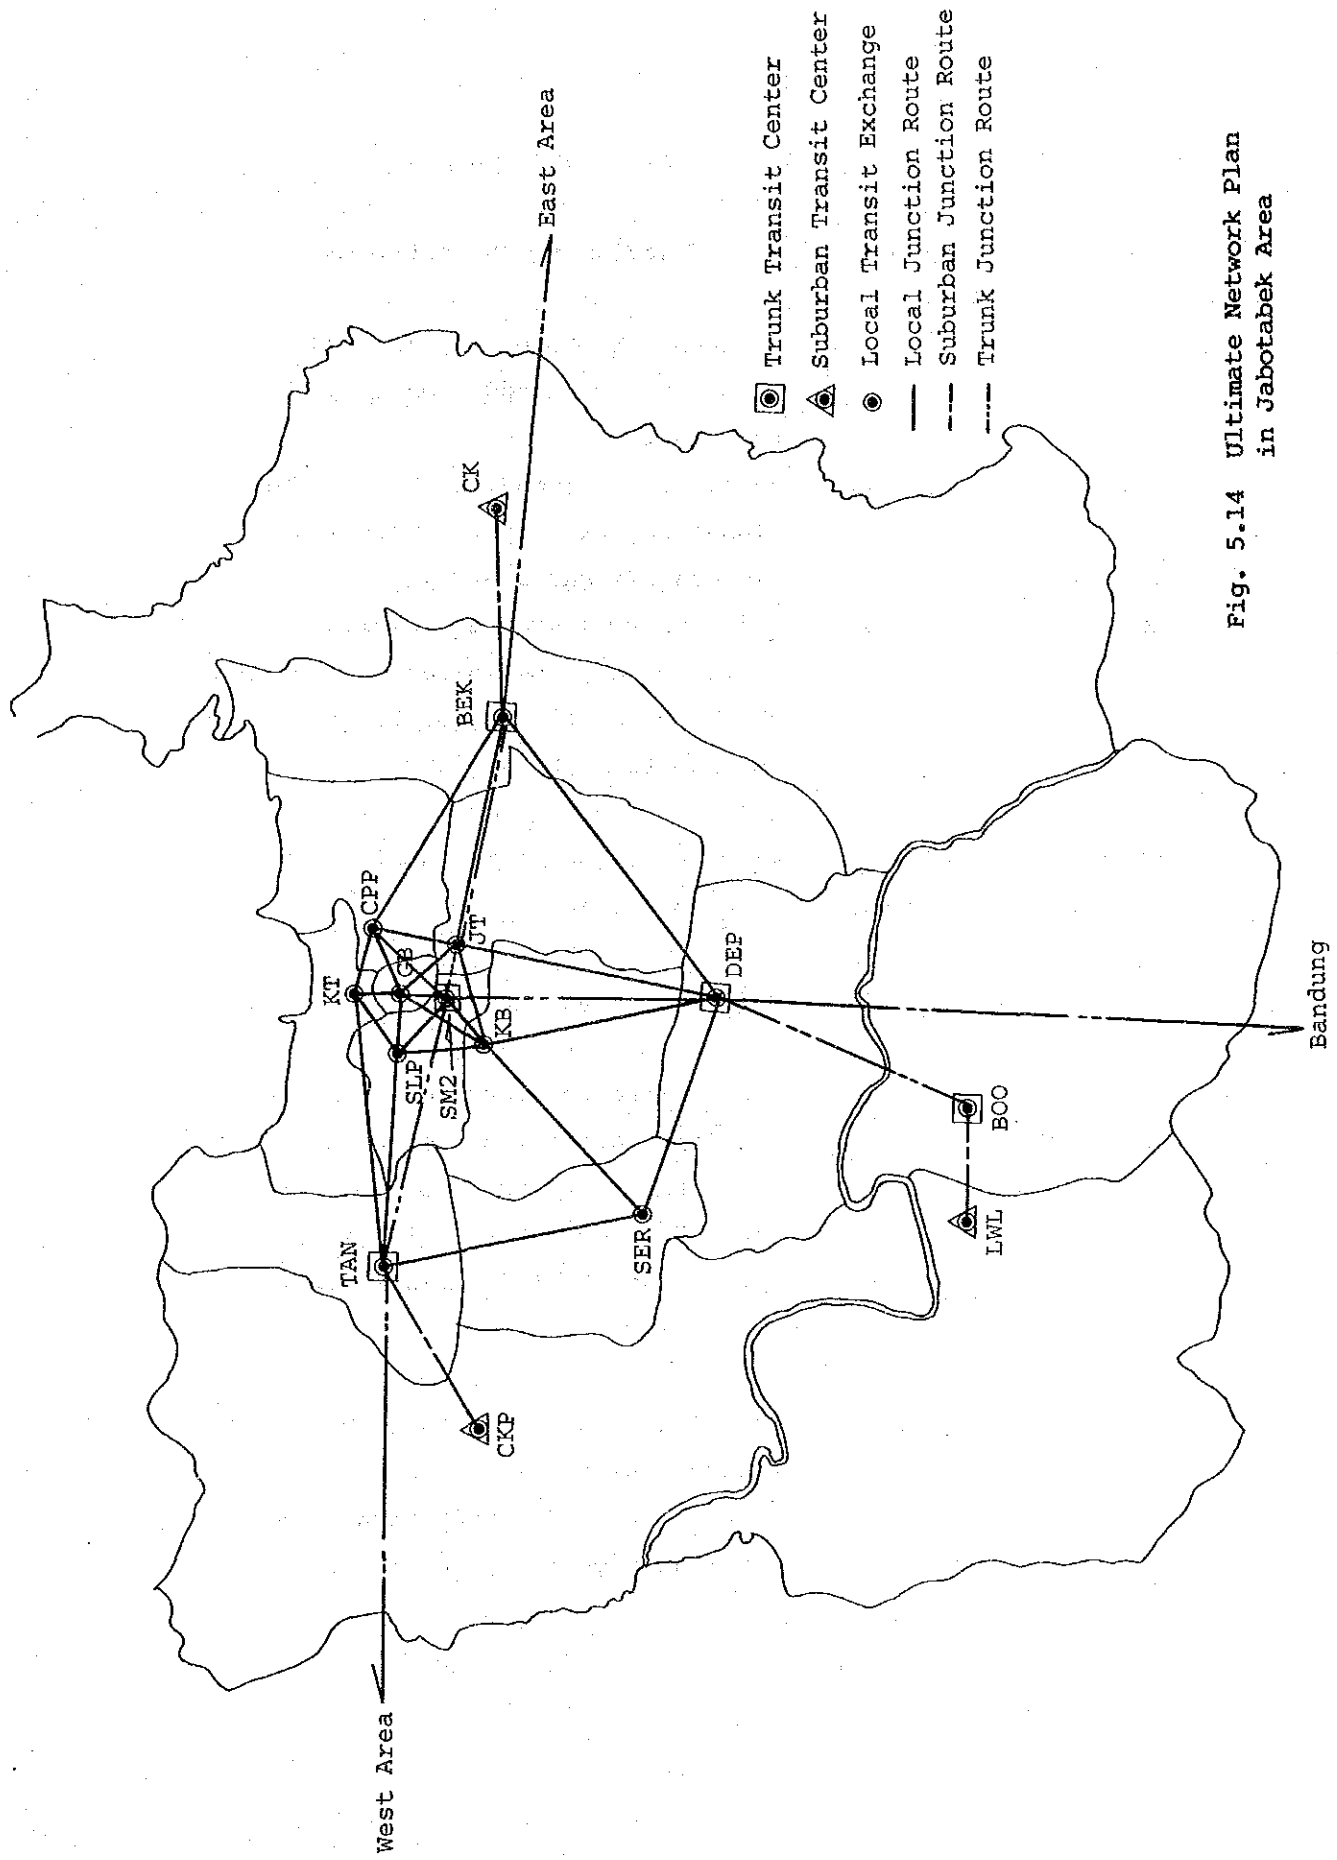 West Area
East Area
Bandung
TAN
CKP
SER
LWL
BOO
DEP
KT
CPP
GB
JT
SLP
SM2
KB
BEK
CK
Trunk Transit Center
Suburban Transit Center
Local Transit Exchange
Local Junction Route
Suburban Junction Route
Trunk Junction Route
Fig. 5.14 Ultimate Network Plan
in Jabotabek Area